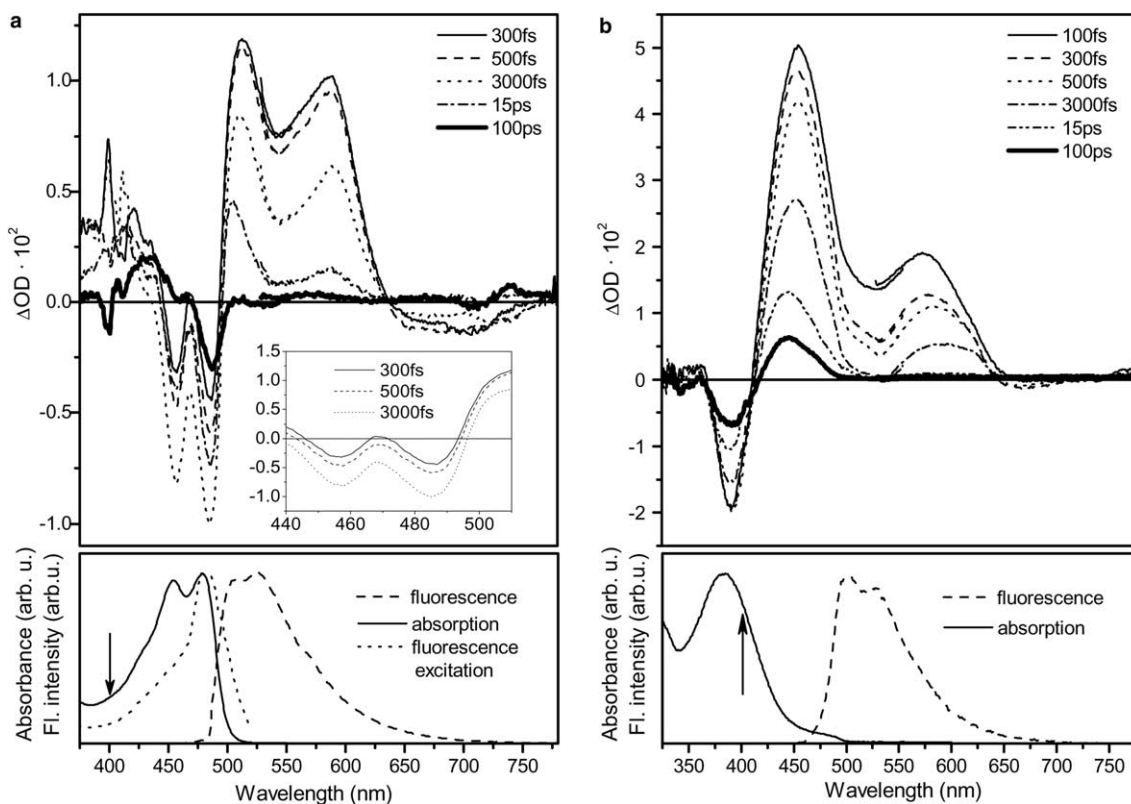 a
300fs
500fs
3000fs
15ps
100ps
1.0
0.5
0.0
-0.5
-1.0
ΔOD · 10²
1.5
1.0
0.5
0.0
-0.5
-1.0
300fs
500fs
3000fs
440 460 480 500
Absorbance (arb. u.)
Fl. intensity (arb.u.)
fluorescence
absorption
fluorescence
excitation
400 450 500 550 600 650 700 750
Wavelength (nm)
b
100fs
300fs
500fs
3000fs
15ps
100ps
5
4
3
2
1
0
-1
-2
ΔOD · 10²
Absorbance (arb. u.)
Fl. intensity (arb.u.)
fluorescence
absorption
350 400 450 500 550 600 650 700 750
Wavelength (nm)